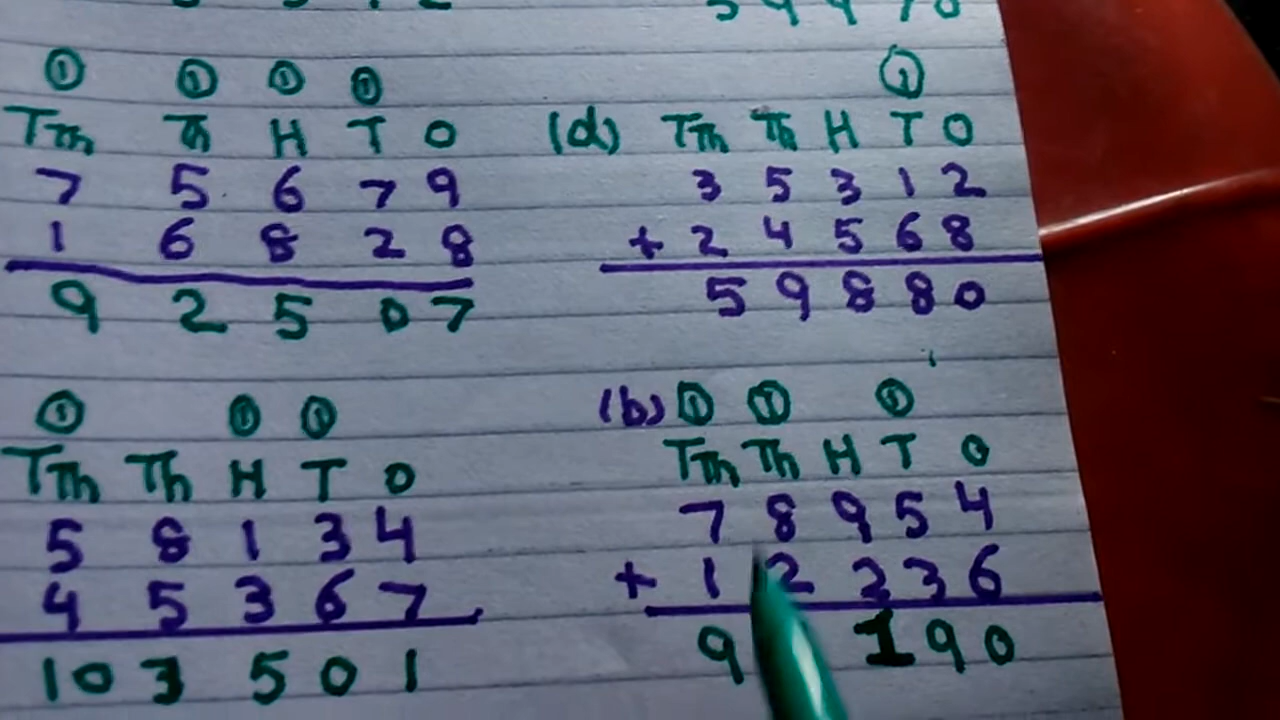 ① ① ① ①
TTh Th H T O
7 5 6 7 9
1 6 8 2 8
9 2 5 0 7
①
(d) TTh Th H T O
3 5 3 1 2
+ 2 4 5 6 8
5 9 8 8 0
① ① ①
TTh Th H T O
5 8 1 3 4
4 5 3 6 7
10 3 5 0 1
(b) ① ① ①
TTh Th H T O
7 8 9 5 4
+ 1 2 2 3 6
9 1 9 0